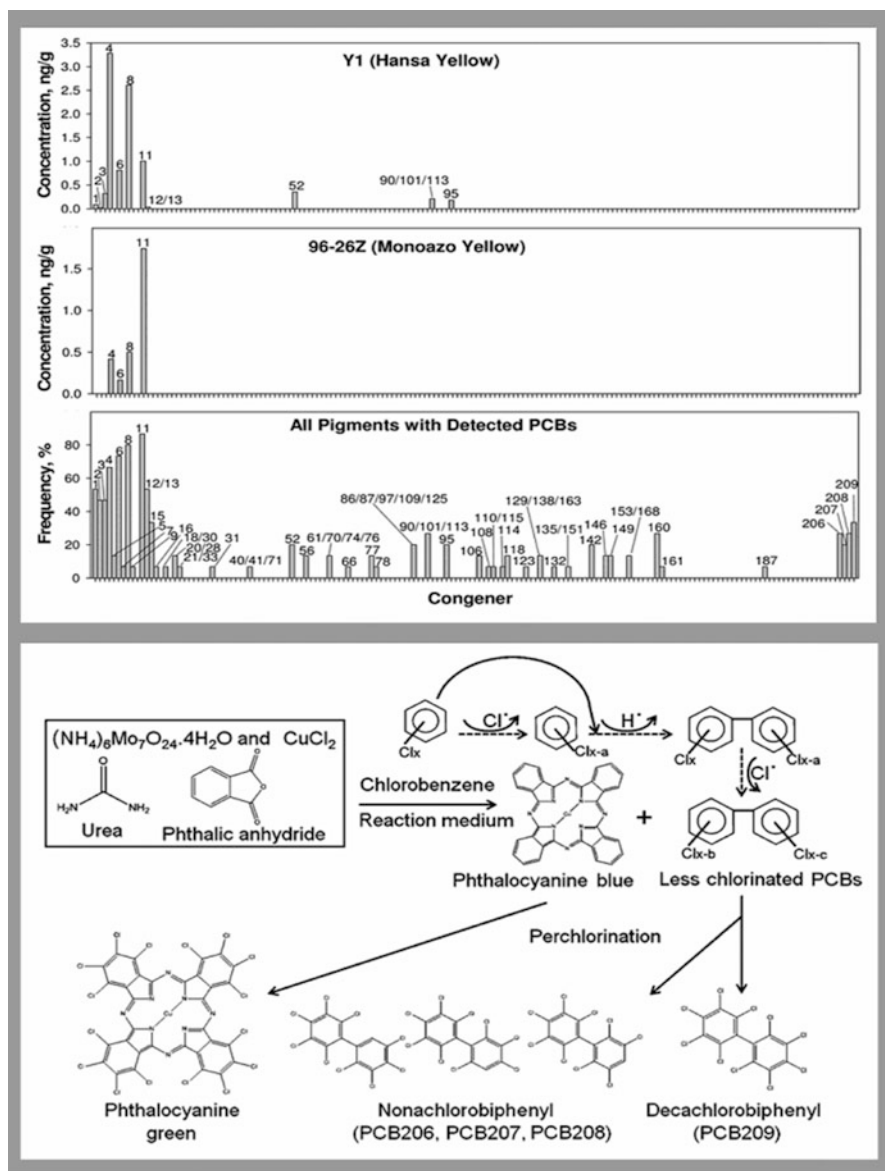 Y1 (Hansa Yellow)
Concentration, ng/g
3.5
3.0
2.5
2.0
1.5
1.0
0.5
0.0
1
2
3
4
6
8
11
12/13
52
90/101/113
95
96-26Z (Monoazo Yellow)
Concentration, ng/g
1.5
1.0
0.5
0.0
4
6
8
11
All Pigments with Detected PCBs
Frequency, %
80
60
40
20
0
1
2
3
4
6
8
11
12/13
15
5
7
9
16
18/30
20/28
21/33
31
40/41/71
52
56
61/70/74/76
66
77
78
86/87/97/109/125
90/101/113
95
106
108
110/115
114
118
123
129/138/163
132
135/151
142
146
149
153/168
160
161
187
206
207
208
209
Congener
(NH4)6Mo7O24.4H2O and CuCl2
O
H2N NH2
Urea
O
O
O
Phthalic anhydride
Chlorobenzene
Reaction medium
Clx
Cl•
Clx-a
H•
Clx
Clx-a
Cl•
Clx-b
Clx-c
Phthalocyanine blue
+
Less chlorinated PCBs
Perchlorination
Phthalocyanine
green
Nonachlorobiphenyl
(PCB206, PCB207, PCB208)
Decachlorobiphenyl
(PCB209)